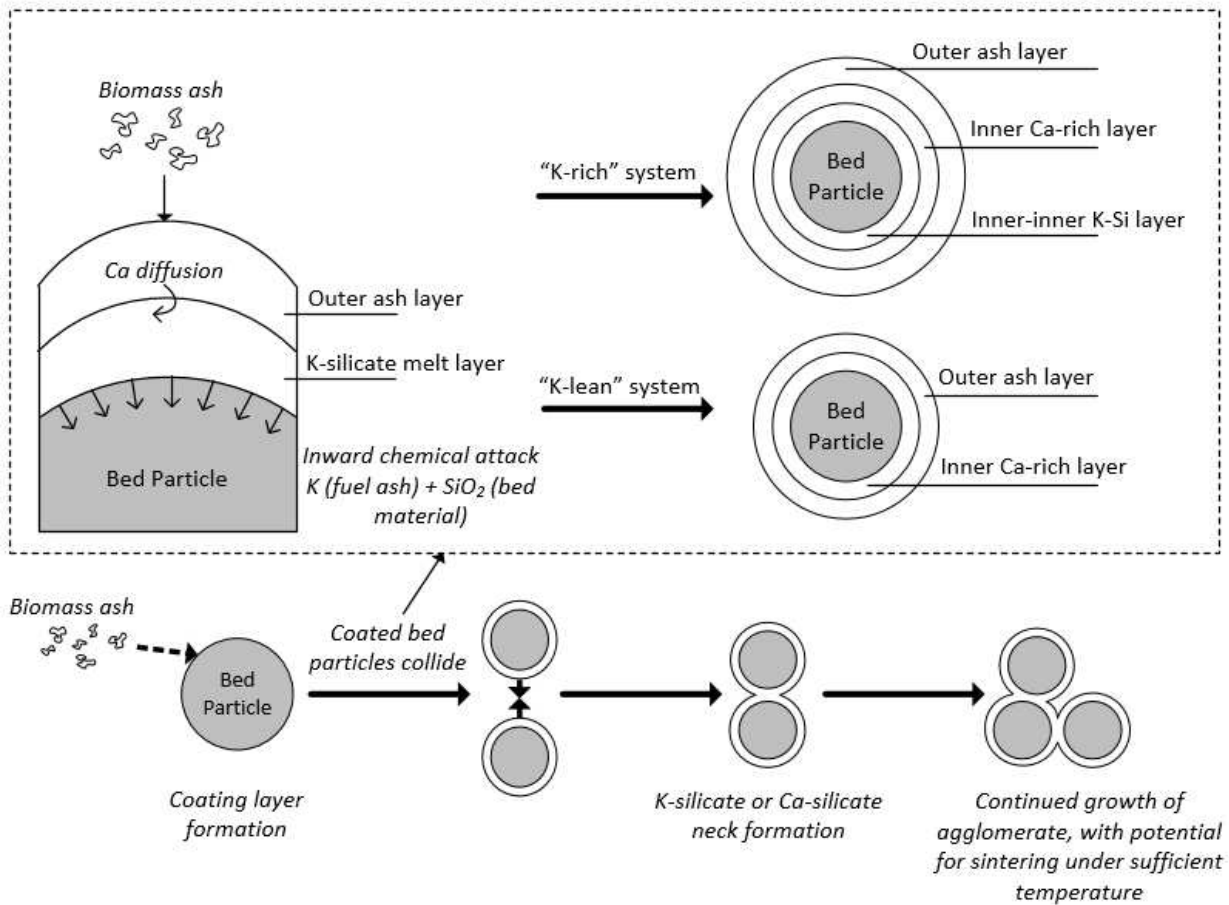 Biomass ash
Ca diffusion
Outer ash layer
K-silicate melt layer
Bed Particle
Inward chemical attack
K (fuel ash) + SiO₂ (bed
material)
“K-rich” system
Outer ash layer
Inner Ca-rich layer
Bed
Particle
Inner-inner K-Si layer
“K-lean” system
Outer ash layer
Bed
Particle
Inner Ca-rich layer
Biomass ash
Bed
Particle
Coated bed
particles collide
Coating layer
formation
K-silicate or Ca-silicate
neck formation
Continued growth of
agglomerate, with potential
for sintering under sufficient
temperature